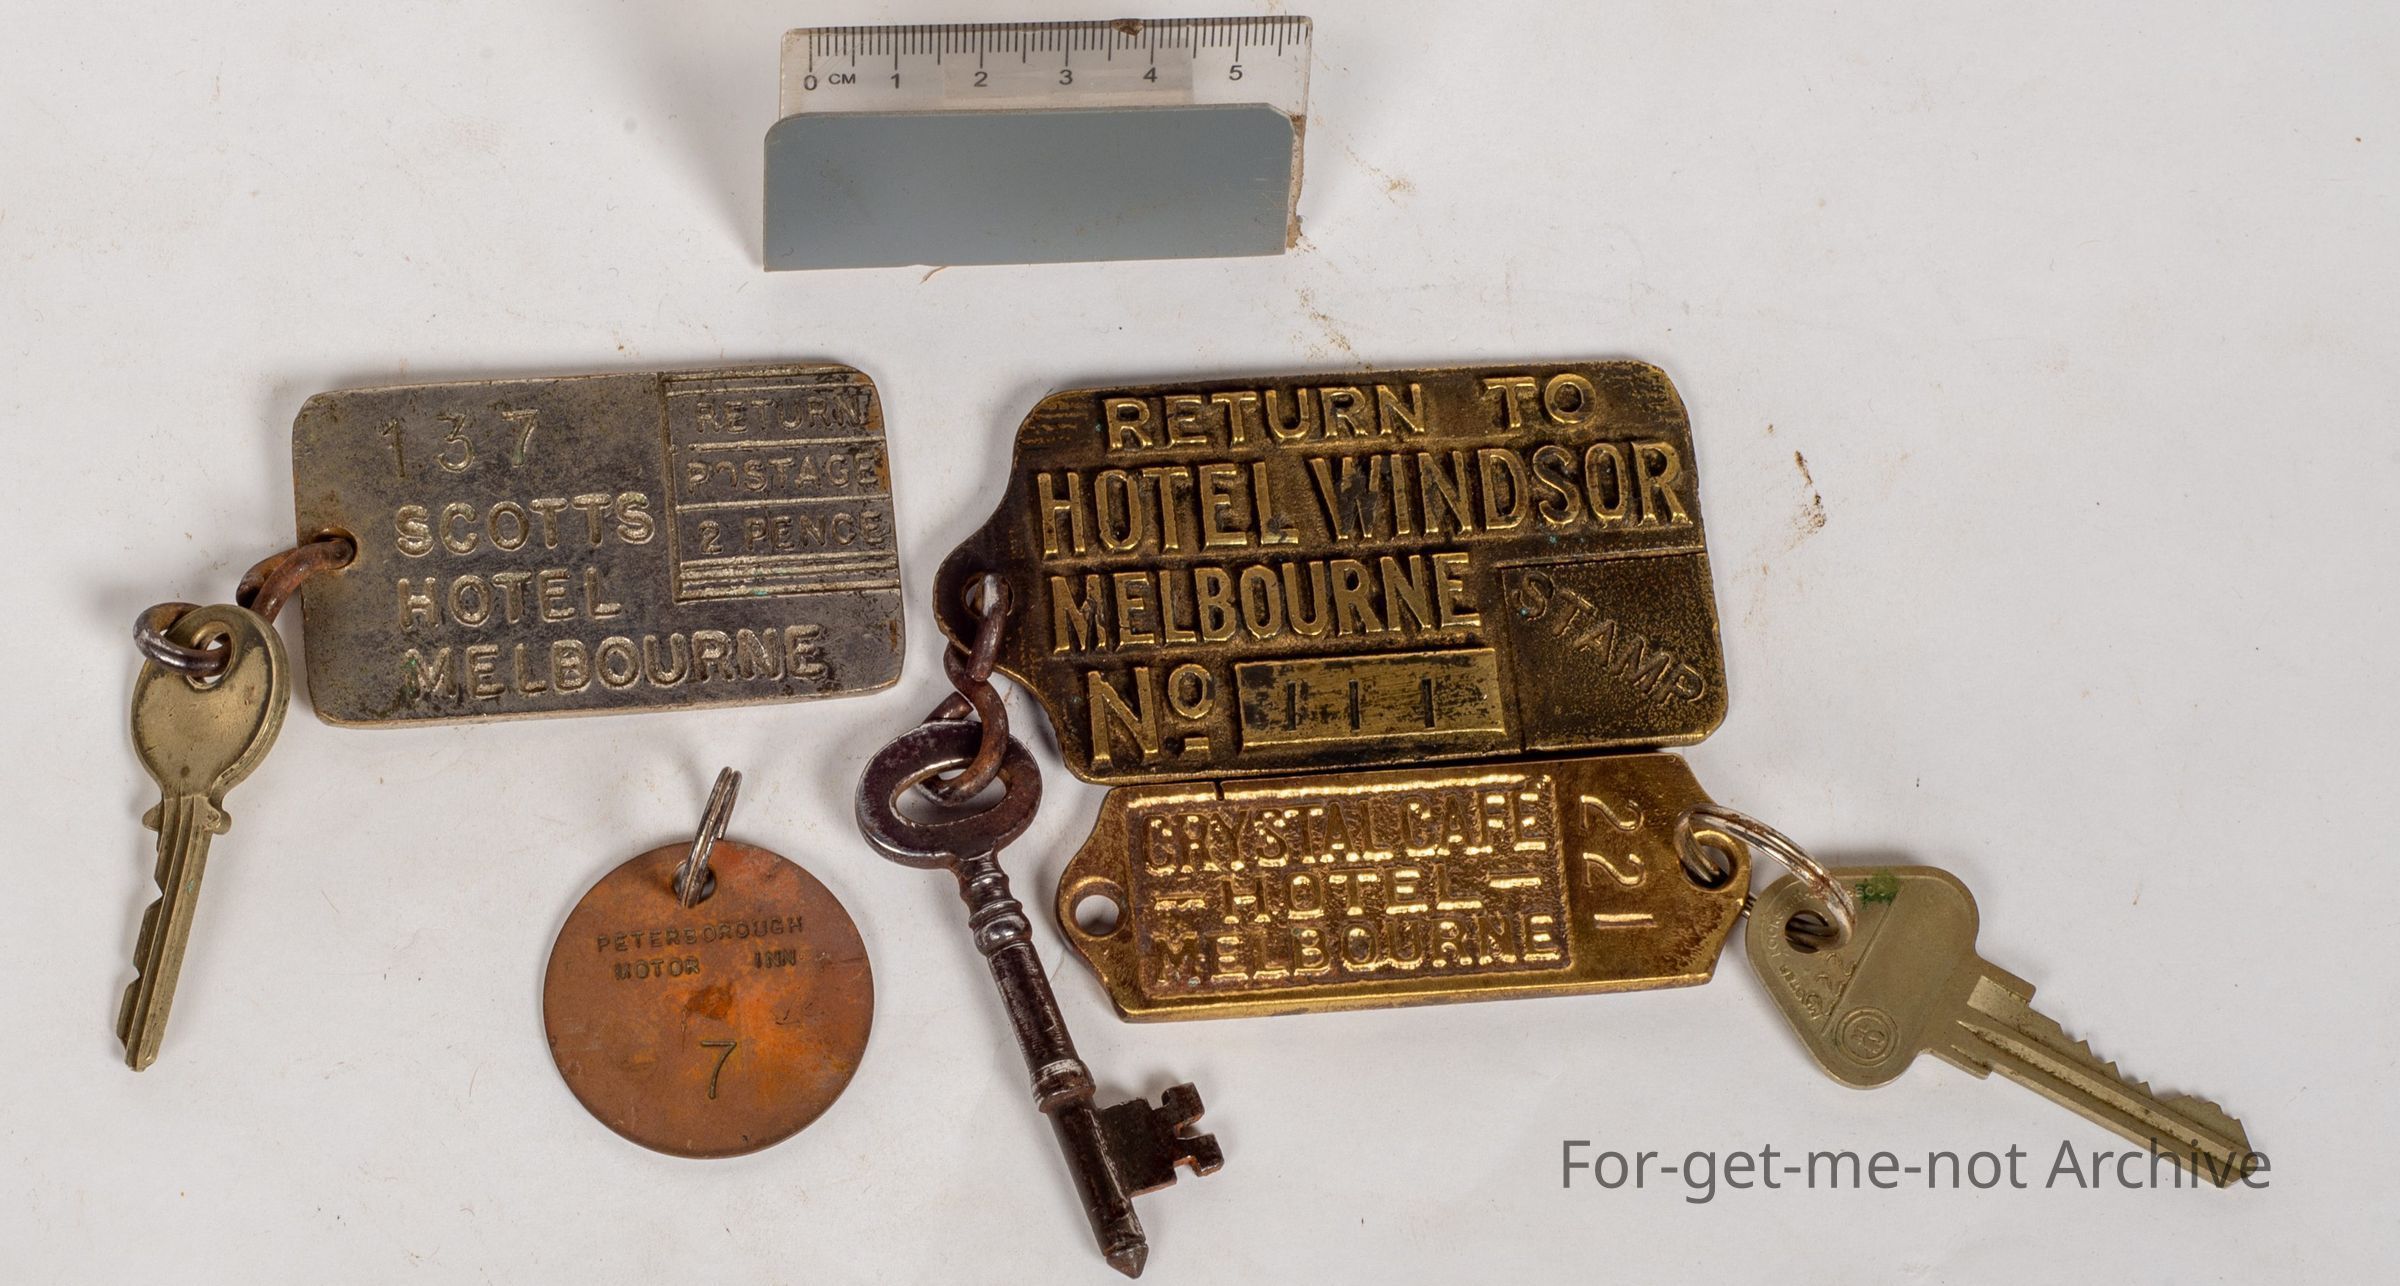 0 CM 1 2 3 4 5
137
SCOTTS
HOTEL
MELBOURNE
RETURN
POSTAGE
2 PENCE
RETURN TO
HOTEL WINDSOR
MELBOURNE
No 111
STAMP
CRYSTAL CAFE
— HOTEL —
MELBOURNE
221
PETERBOROUGH
MOTOR INN
7
For-get-me-not Archive